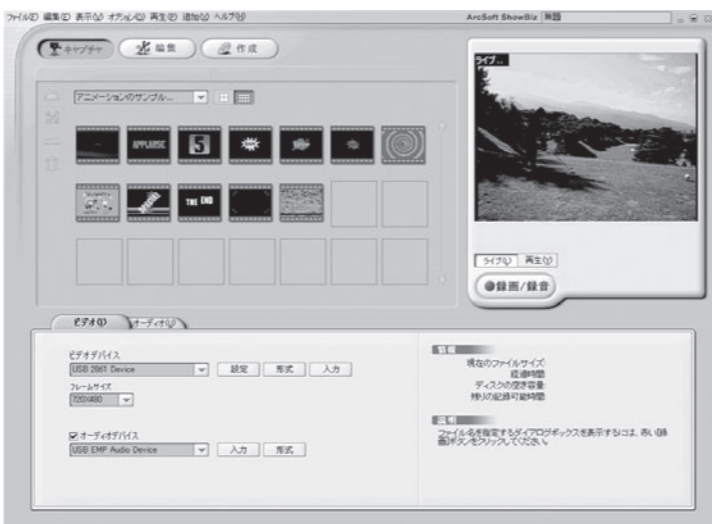 ファイル(F) 編集(E) 表示(V) オプション(O) 再生(P) 追加(A) ヘルプ(H)
ArcSoft ShowBiz 無題
キャプチャ 編集 作成
アニメーションのサンプル...
APPLAUSE
5
SPECIAL
THE END
ライブ..
ライブ(L) 再生(Y)
録画/録音
ビデオ(I) オーディオ(U)
ビデオデバイス
USB 2861 Device 設定 形式 入力
フレームサイズ
720X480
オーディオデバイス
USB EMP Audio Device 入力 形式
情報
現在のファイルサイズ:
経過時間:
ディスクの空き容量:
残りの記録可能時間:
説明
ファイル名を指定するダイアログボックスを表示するには、赤い[録
画]ボタンをクリックしてください。